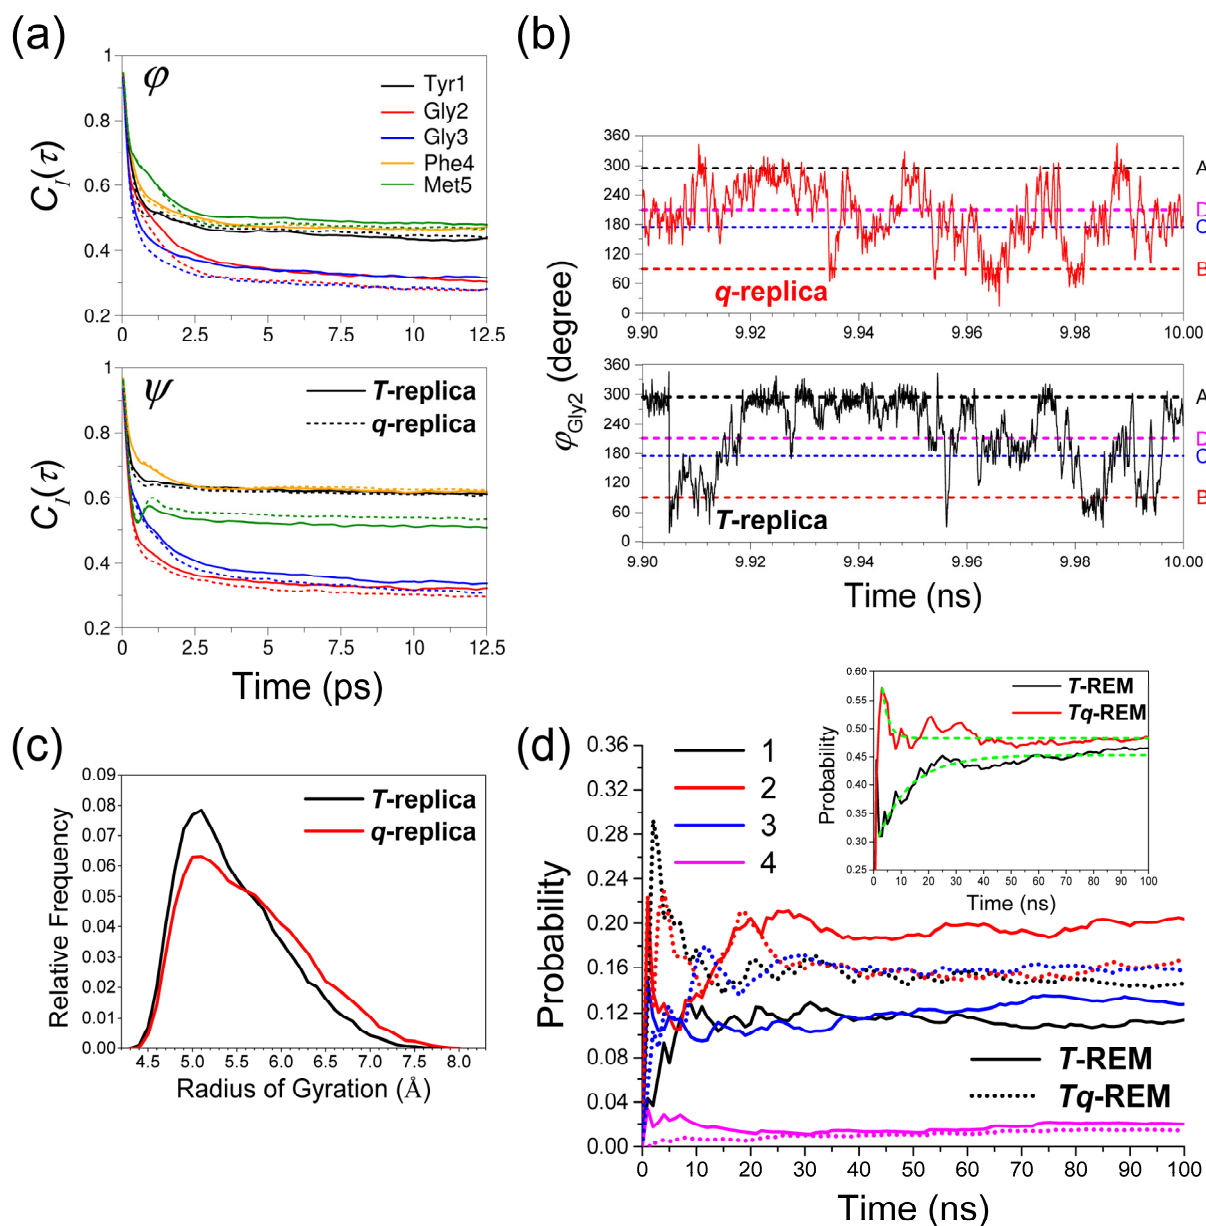 (a)
φ
1
0.8
0.6
0.4
0.2
C_I(τ)
Tyr1
Gly2
Gly3
Phe4
Met5
0 2.5 5 7.5 10 12.5
ψ
1
0.8
0.6
0.4
0.2
C_I(τ)
T-replica
q-replica
0 2.5 5 7.5 10 12.5
Time (ps)
(b)
360
300
240
180
120
60
0
A
D
C
B
q-replica
9.90 9.92 9.94 9.96 9.98 10.00
φGly2 (degree)
360
300
240
180
120
60
0
A
D
C
B
T-replica
9.90 9.92 9.94 9.96 9.98 10.00
Time (ns)
(c)
0.09
0.08
0.07
0.06
0.05
0.04
0.03
0.02
0.01
0.00
Relative Frequency
T-replica
q-replica
4.5 5.0 5.5 6.0 6.5 7.0 7.5 8.0
Radius of Gyration (Å)
(d)
0.36
0.32
0.28
0.24
0.20
0.16
0.12
0.08
0.04
0.00
Probability
1
2
3
4
0.60
0.55
0.50
0.45
0.40
0.35
0.30
0.25
Probability
T-REM
Tq-REM
0 10 20 30 40 50 60 70 80 90 100
Time (ns)
T-REM
Tq-REM
0 10 20 30 40 50 60 70 80 90 100
Time (ns)